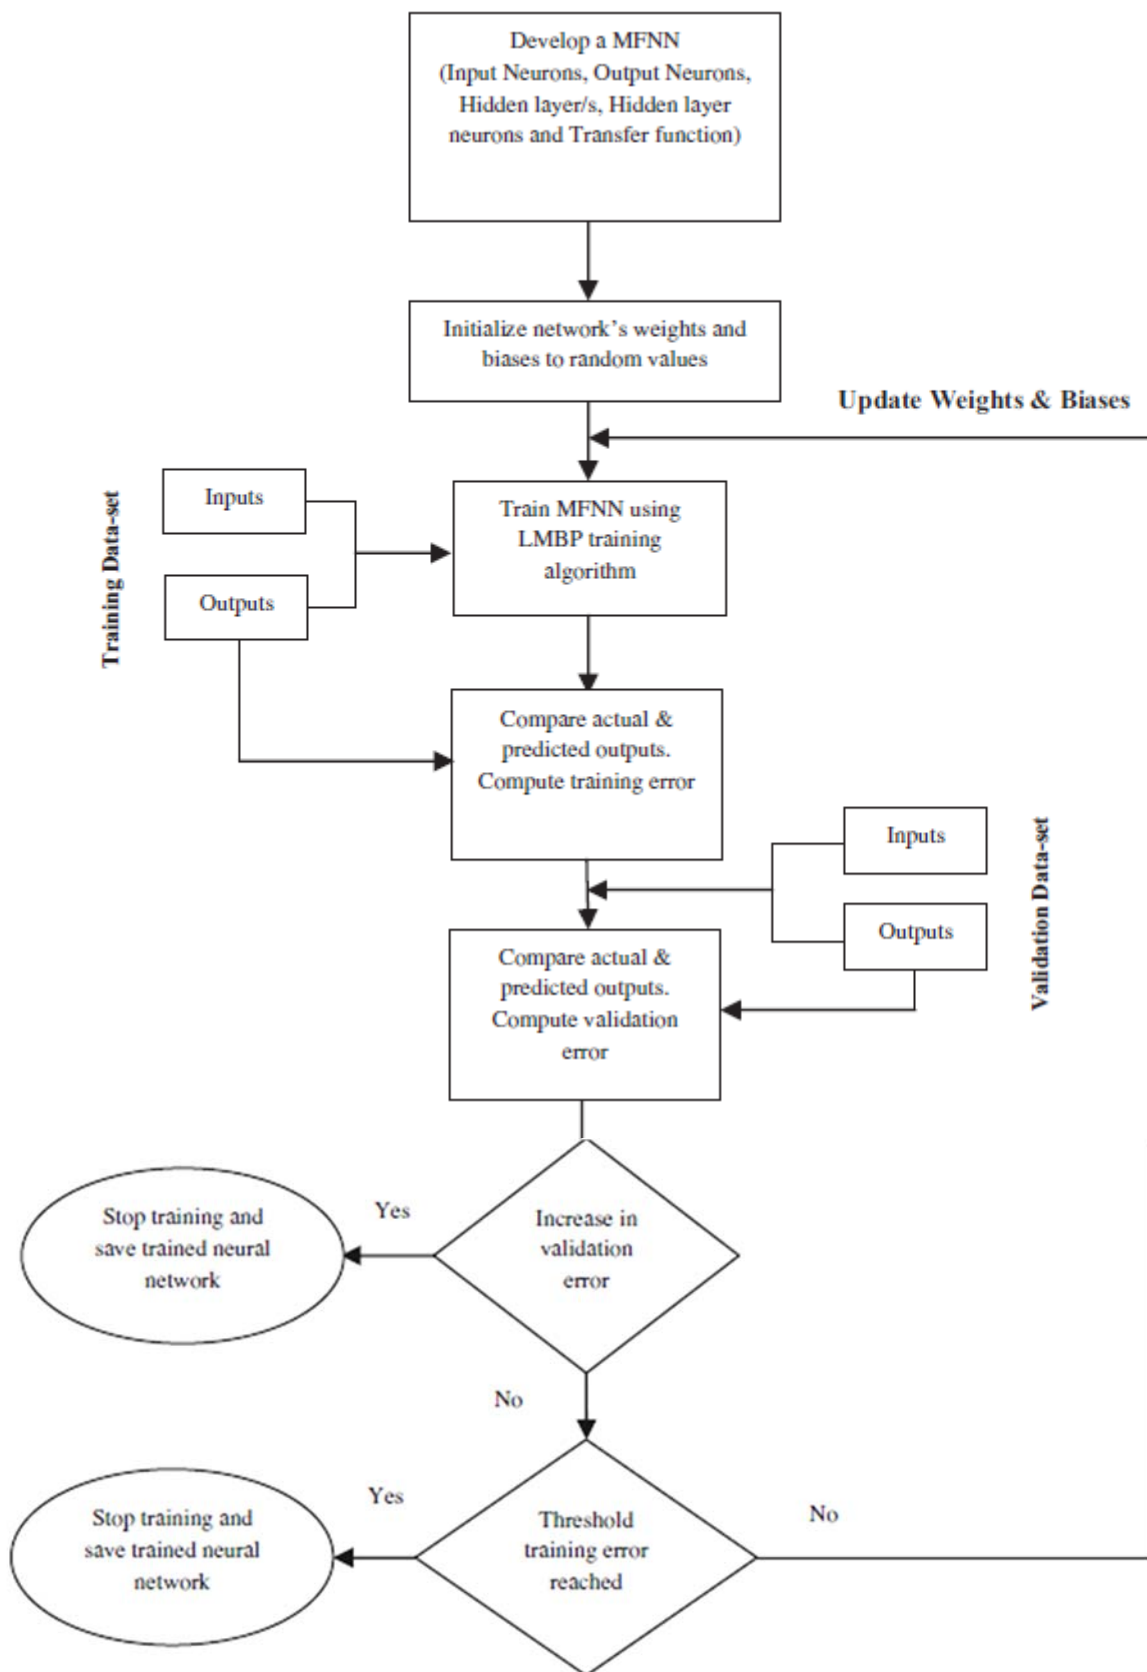 Develop a MFNN
(Input Neurons, Output Neurons,
Hidden layer/s, Hidden layer
neurons and Transfer function)
Initialize network's weights and
biases to random values
Update Weights & Biases
Training Data-set
Inputs
Outputs
Train MFNN using
LMBP training
algorithm
Compare actual &
predicted outputs.
Compute training error
Inputs
Outputs
Validation Data-set
Compare actual &
predicted outputs.
Compute validation
error
Increase in
validation
error
Yes
Stop training and
save trained neural
network
No
Threshold
training error
reached
Yes
Stop training and
save trained neural
network
No